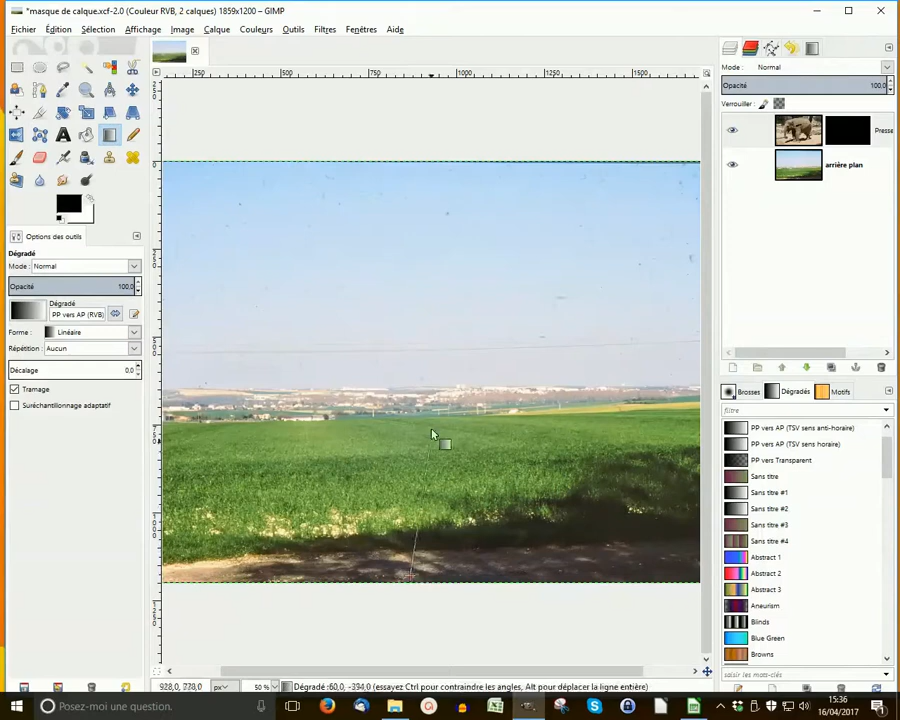 *masque de calque.xcf-2.0 (Couleur RVB, 2 calques) 1859x1200 – GIMP
Fichier Édition Sélection Affichage Image Calque Couleurs Outils Filtres Fenêtres Aide
250 500 750 1000 1250 1500
Mode : Normal
Opacité 100,0
Verrouiller :
Presse
arrière plan
Options des outils
Dégradé
Mode : Normal
Opacité 100,0
Dégradé
PP vers AP (RVB)
Forme : Linéaire
Répétition : Aucun
Décalage 0,0
Tramage
Suréchantillonnage adaptatif
Brosses Dégradés Motifs
filtre
PP vers AP (TSV sens anti-horaire)
PP vers AP (TSV sens horaire)
PP vers Transparent
Sans titre
Sans titre #1
Sans titre #2
Sans titre #3
Sans titre #4
Abstract 1
Abstract 2
Abstract 3
Aneurism
Blinds
Blue Green
Browns
saisir les mots-clés
928,0, 778,0 px 50 % Dégradé :60,0, -394,0 (essayez Ctrl pour contraindre les angles, Alt pour déplacer la ligne entière)
Posez-moi une question.
15:36
16/04/2017